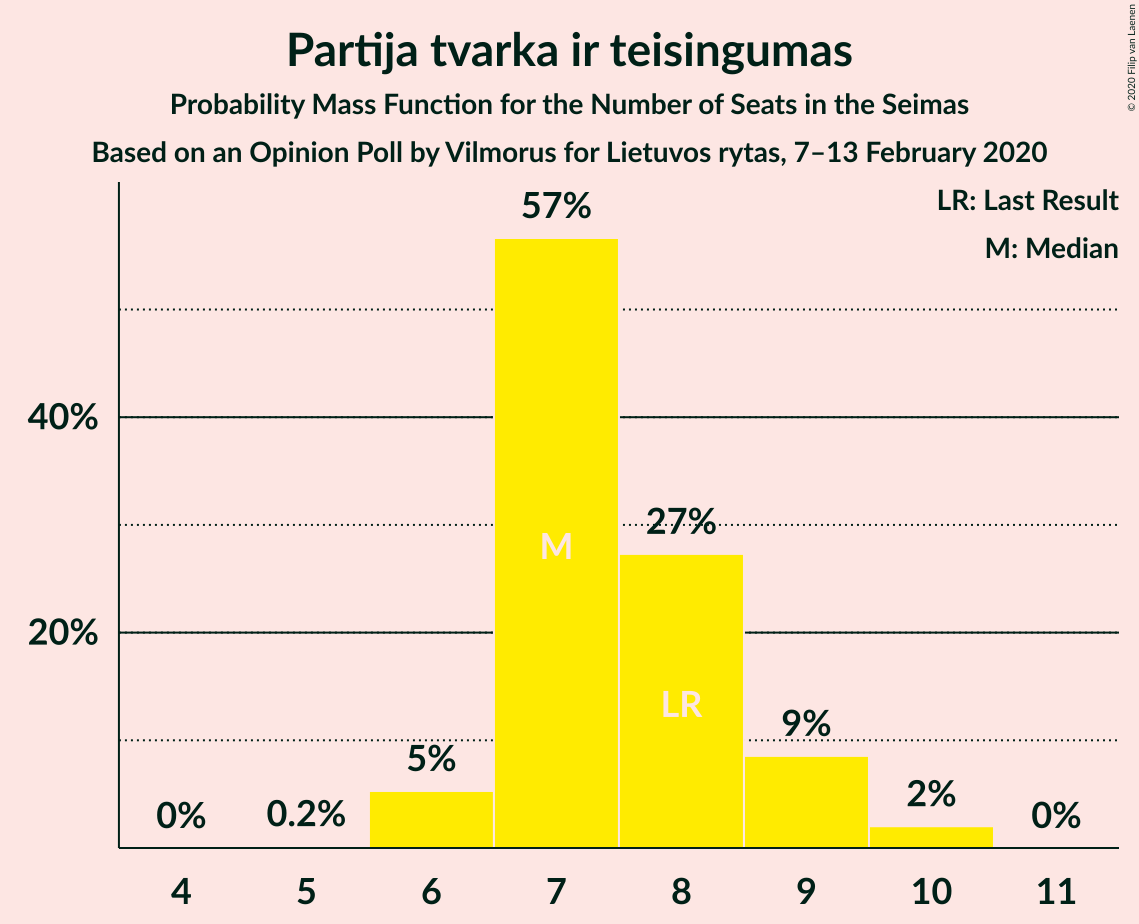 Partija tvarka ir teisingumas
Probability Mass Function for the Number of Seats in the Seimas
Based on an Opinion Poll by Vilmorus for Lietuvos rytas, 7–13 February 2020
© 2020 Filip van Laenen
LR: Last Result
M: Median
57%
40%
27%
M
20%
LR
9%
5%
2%
0%
0.2%
0%
4 5 6 7 8 9 10 11